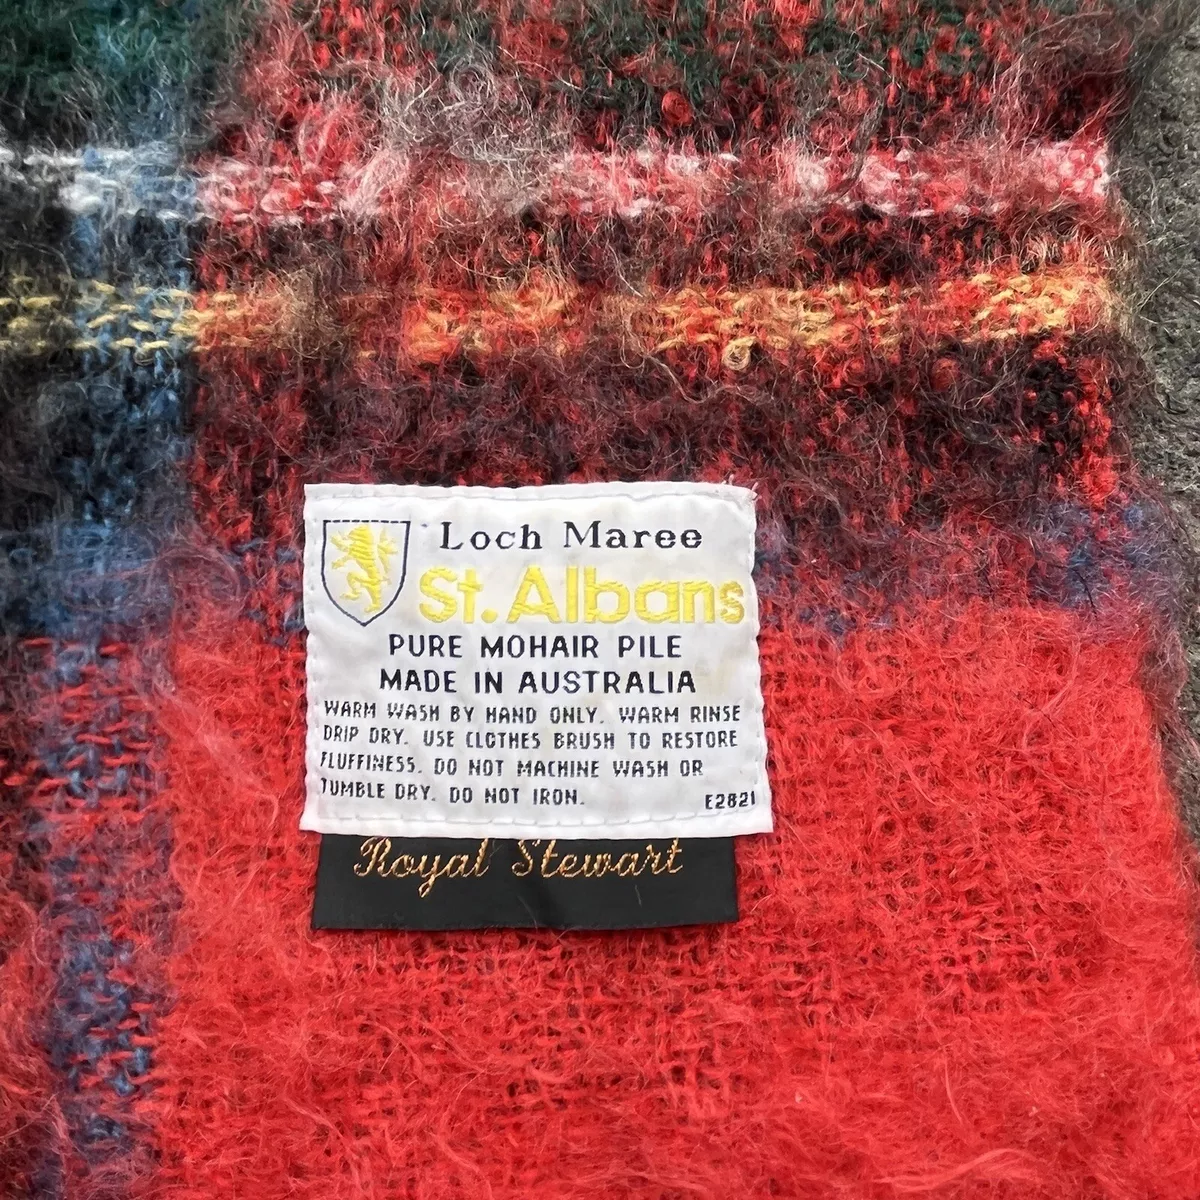 Loch Maree
St. Albans
PURE MOHAIR PILE
MADE IN AUSTRALIA
WARM WASH BY HAND ONLY. WARM RINSE
DRIP DRY. USE CLOTHES BRUSH TO RESTORE
FLUFFINESS. DO NOT MACHINE WASH OR
TUMBLE DRY. DO NOT IRON.
E2821
Royal Stewart